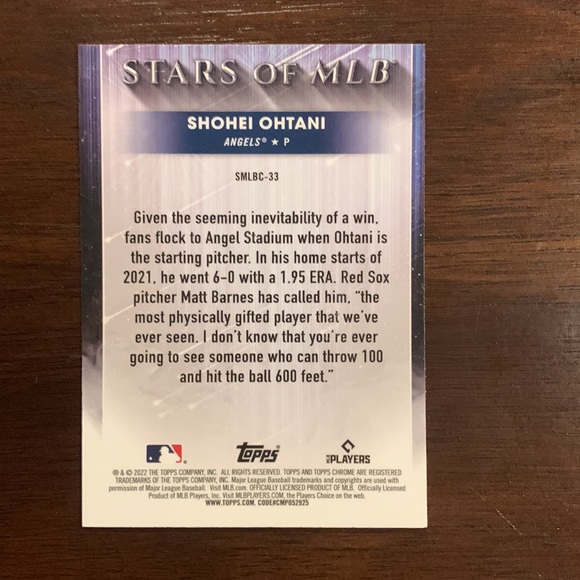 STARS OF MLB
SHOHEI OHTANI
ANGELS® ★ P
SMLBC-33
Given the seeming inevitability of a win,
fans flock to Angel Stadium when Ohtani is
the starting pitcher. In his home starts of
2021, he went 6-0 with a 1.95 ERA. Red Sox
pitcher Matt Barnes has called him, “the
most physically gifted player that we’ve
ever seen. I don’t know that you’re ever
going to see someone who can throw 100
and hit the ball 600 feet.”
topps
MLB PLAYERS
® & © 2022 THE TOPPS COMPANY, INC. ALL RIGHTS RESERVED. TOPPS AND TOPPS CHROME ARE REGISTERED
TRADEMARKS OF THE TOPPS COMPANY, INC. Major League Baseball trademarks and copyrights are used with
permission of Major League Baseball. Visit MLB.com. OFFICIALLY LICENSED PRODUCT OF MLB. Officially Licensed
Product of MLB Players, Inc. Visit MLBPLAYERS.COM, the Players Choice on the web.
WWW.TOPPS.COM. CODE#CMP052925